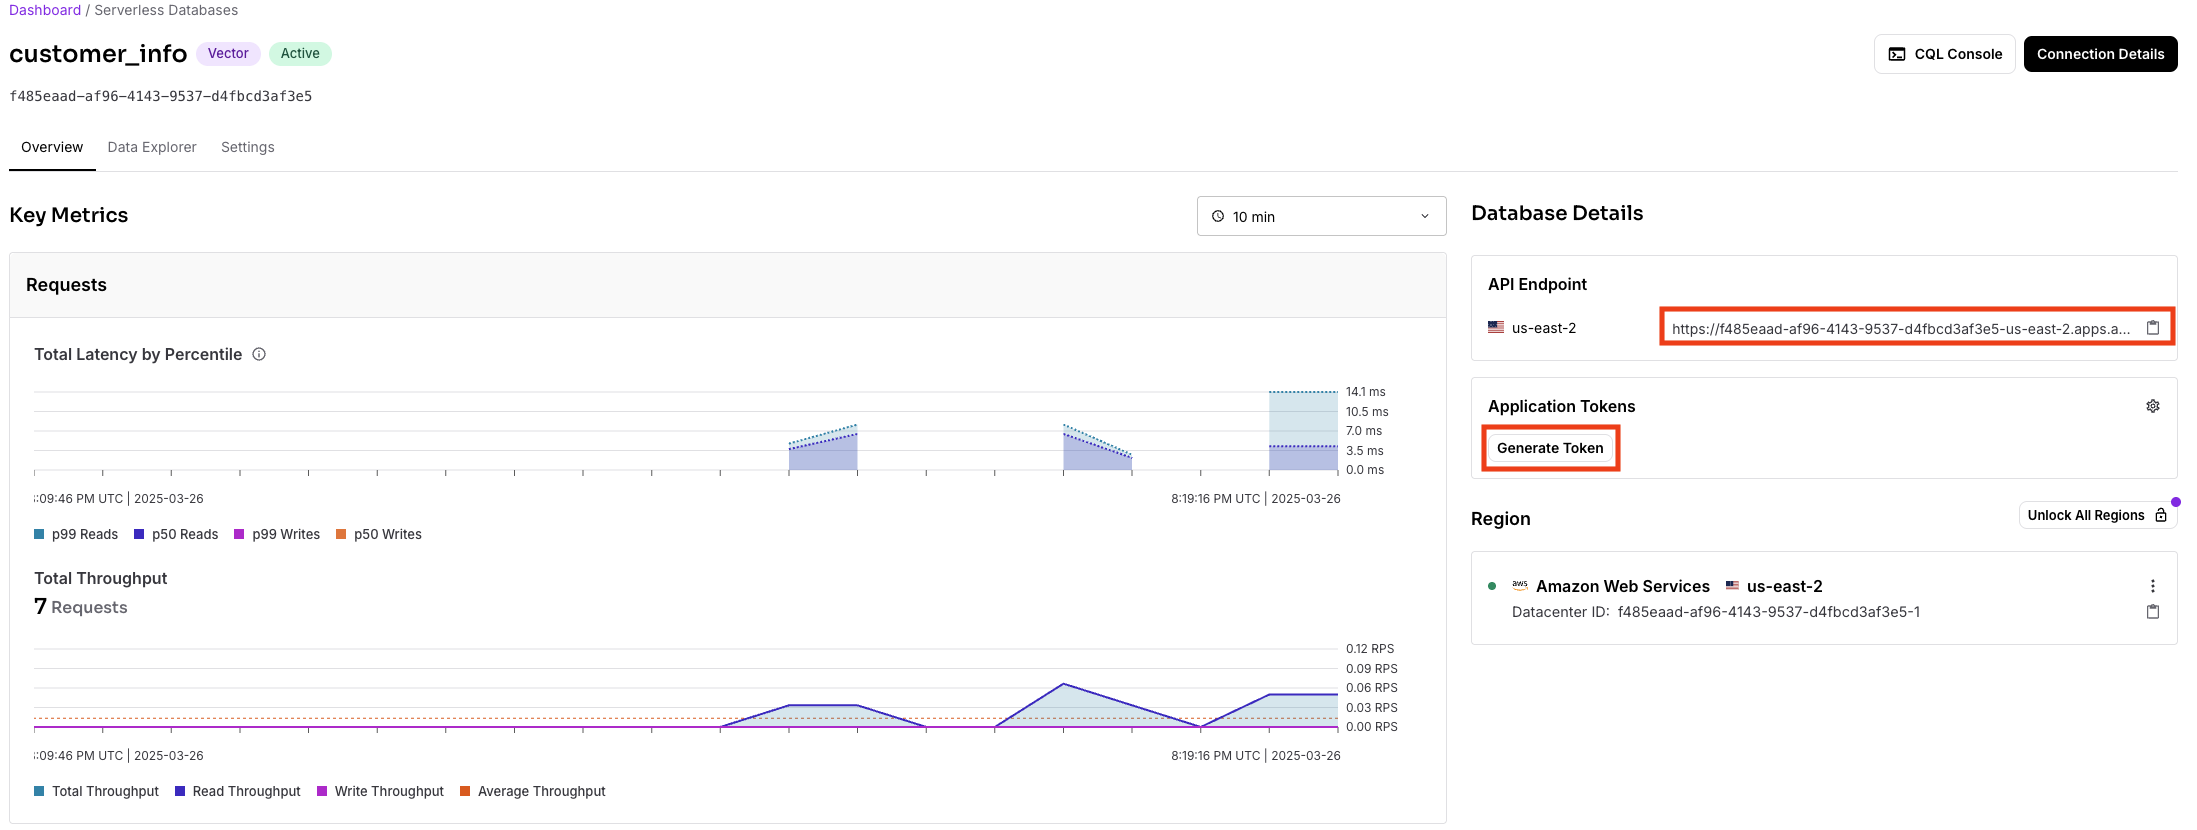 Dashboard / Serverless Databases
customer_info Vector Active
CQL Console
Connection Details
f485eaad-af96-4143-9537-d4fbcd3af3e5
Overview Data Explorer Settings
Key Metrics
10 min
Requests
Total Latency by Percentile
14.1 ms
10.5 ms
7.0 ms
3.5 ms
0.0 ms
:09:46 PM UTC | 2025-03-26
8:19:16 PM UTC | 2025-03-26
p99 Reads p50 Reads p99 Writes p50 Writes
Total Throughput
7 Requests
0.12 RPS
0.09 RPS
0.06 RPS
0.03 RPS
0.00 RPS
:09:46 PM UTC | 2025-03-26
8:19:16 PM UTC | 2025-03-26
Total Throughput Read Throughput Write Throughput Average Throughput
Database Details
API Endpoint
us-east-2
https://f485eaad-af96-4143-9537-d4fbcd3af3e5-us-east-2.apps.a...
Application Tokens
Generate Token
Region
Unlock All Regions
aws Amazon Web Services us-east-2
Datacenter ID: f485eaad-af96-4143-9537-d4fbcd3af3e5-1